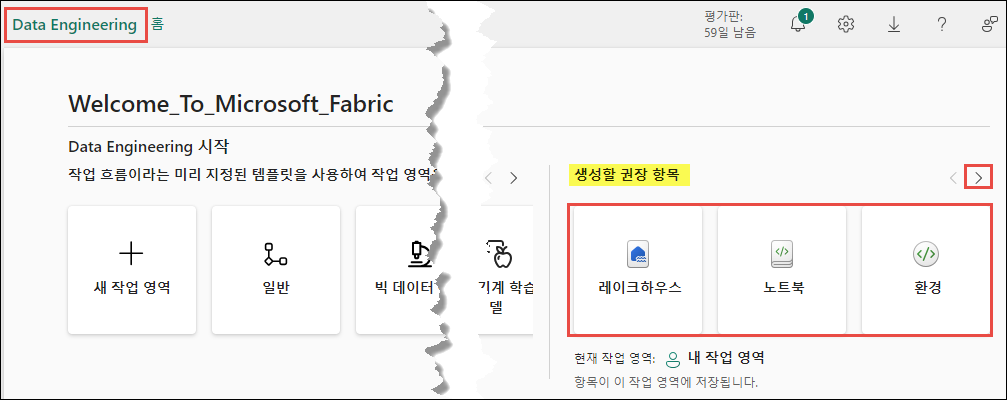 Data Engineering 홈
평가판:
59일 남음
1
Welcome_To_Microsoft_Fabric
Data Engineering 시작
작업 흐름이라는 미리 지정된 템플릿을 사용하여 작업 영역
새 작업 영역
일반
빅 데이터
기계 학습
델
생성할 권장 항목
레이크하우스
노트북
환경
현재 작업 영역: 내 작업 영역
항목이 이 작업 영역에 저장됩니다.